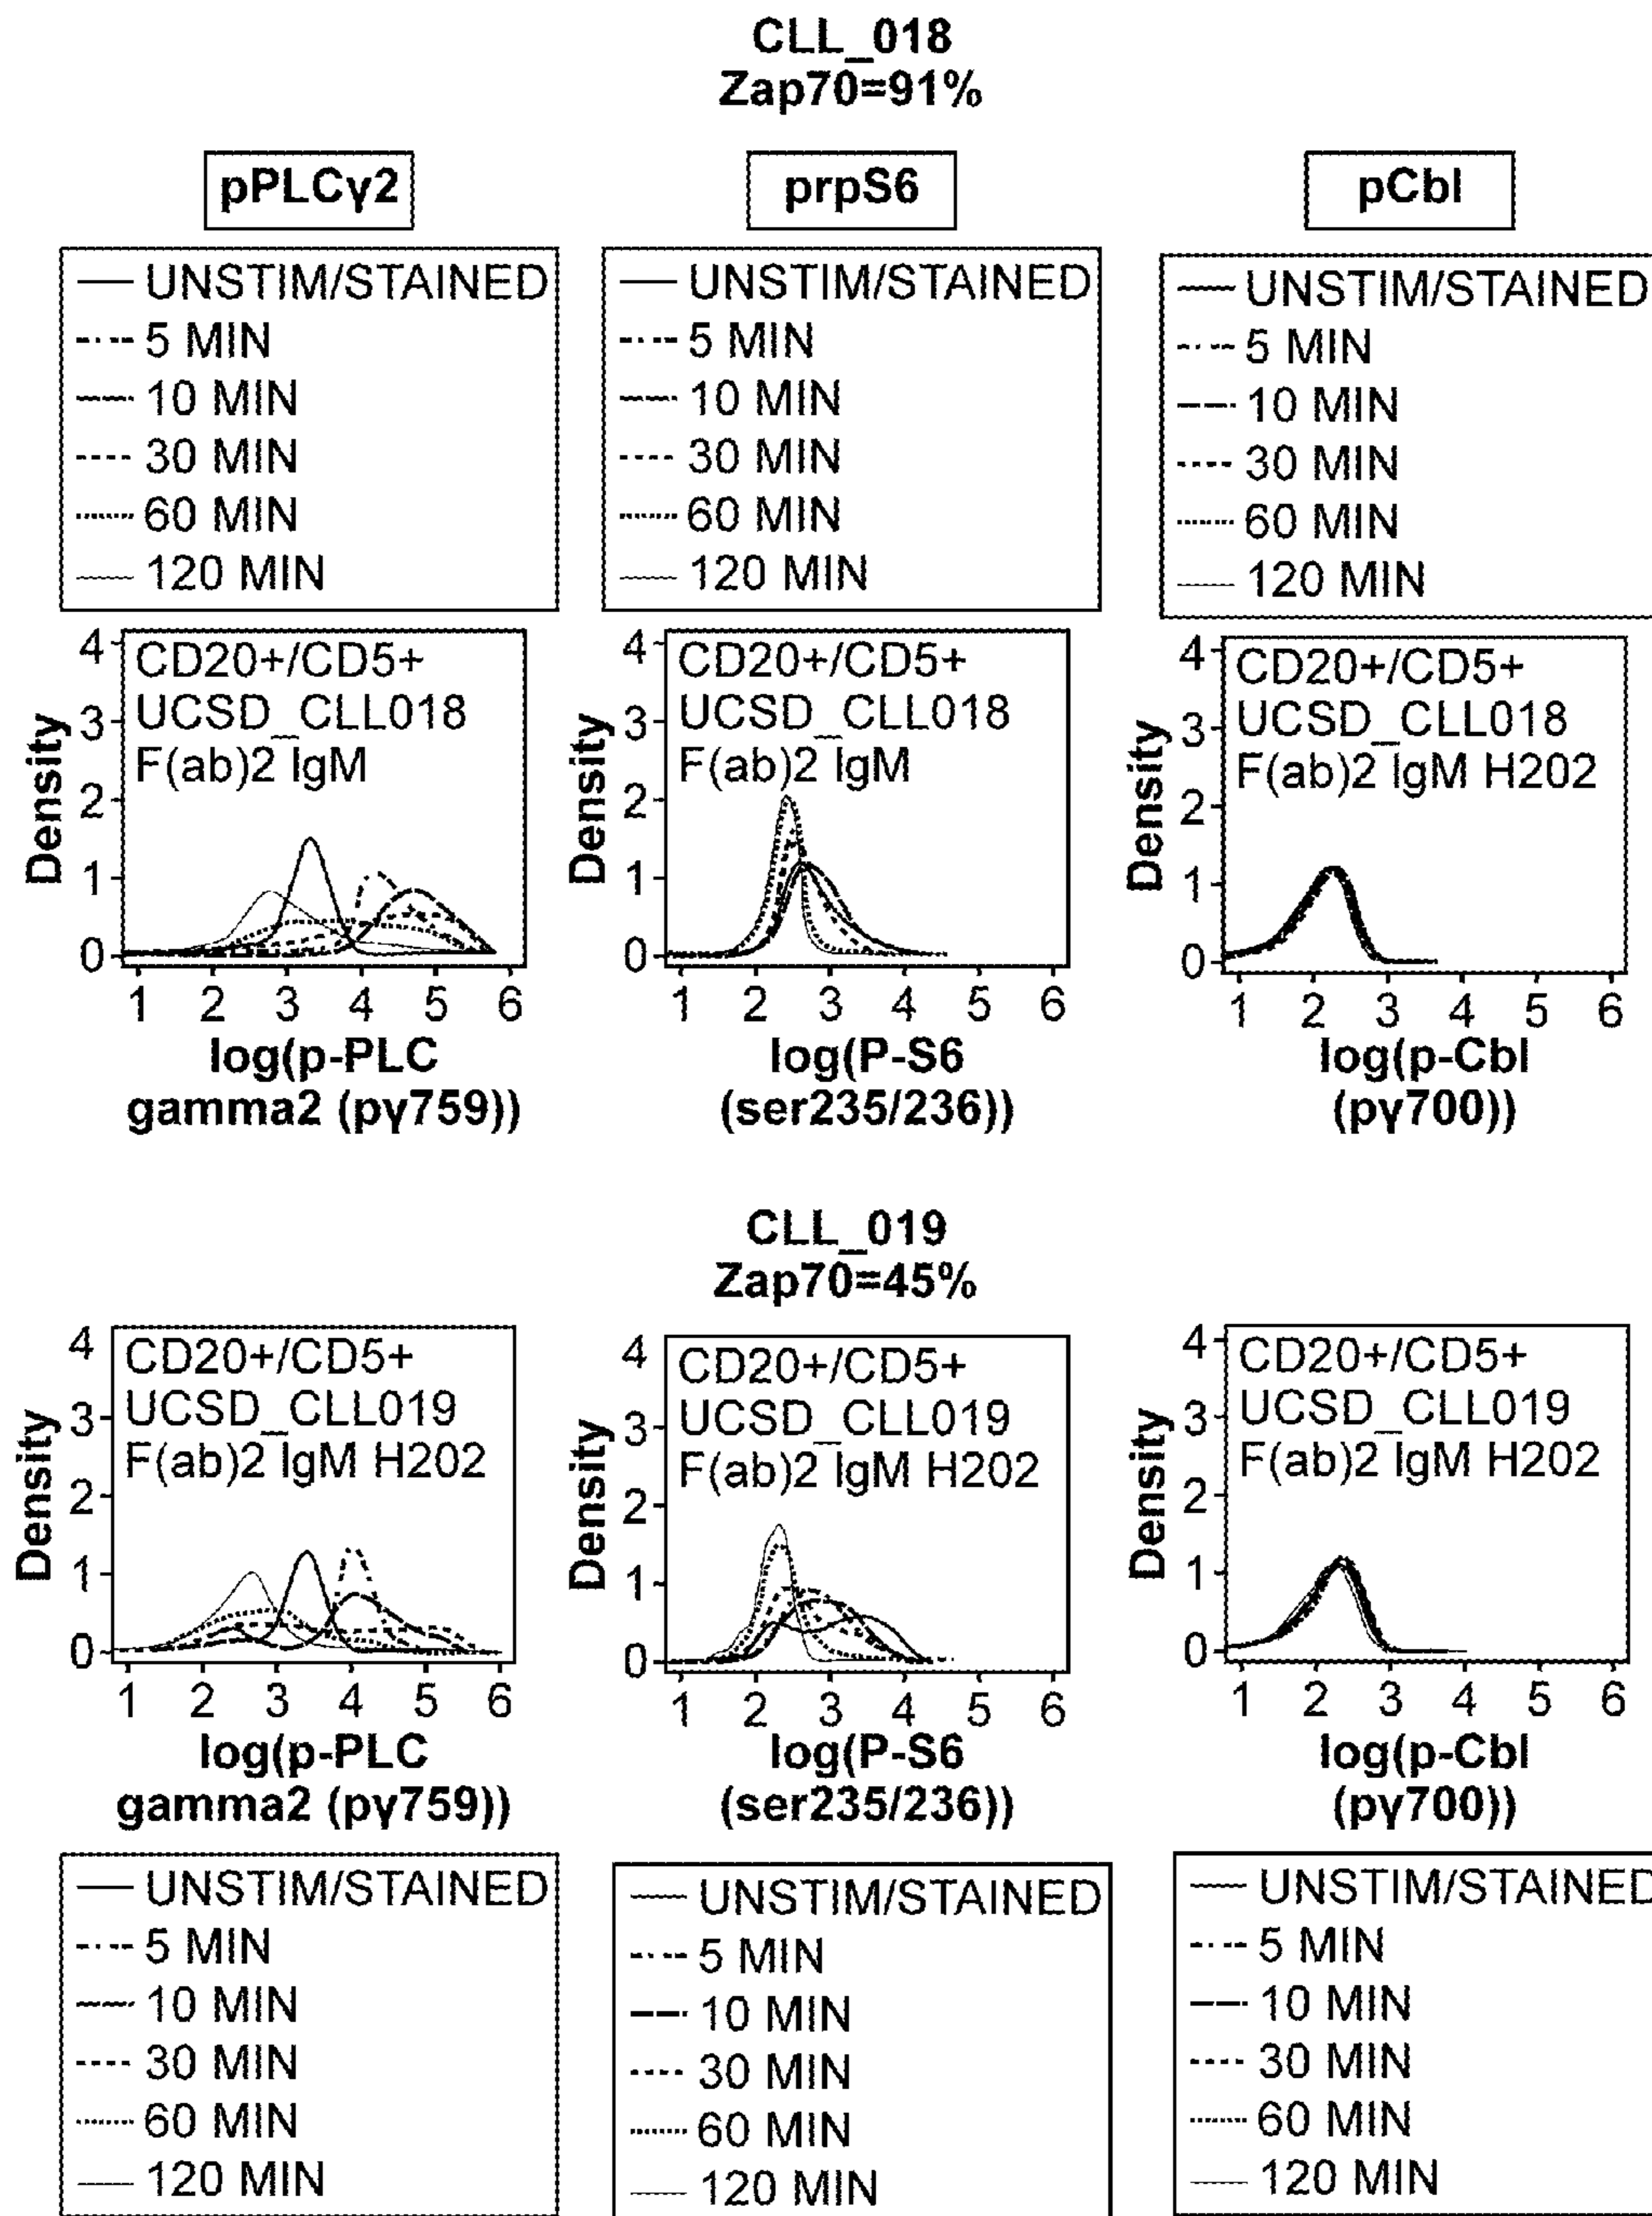 CLL_018
Zap70=91%
pPLCγ2
prpS6
pCbl
UNSTIM/STAINED
5 MIN
10 MIN
30 MIN
60 MIN
120 MIN
UNSTIM/STAINED
5 MIN
10 MIN
30 MIN
60 MIN
120 MIN
UNSTIM/STAINED
5 MIN
10 MIN
30 MIN
60 MIN
120 MIN
Density
4
3
2
1
0
CD20+/CD5+
UCSD_CLL018
F(ab)2 IgM
1 2 3 4 5 6
log(p-PLC
gamma2 (pγ759))
Density
4
3
2
1
0
CD20+/CD5+
UCSD_CLL018
F(ab)2 IgM
1 2 3 4 5 6
log(P-S6
(ser235/236))
Density
4
3
2
1
0
CD20+/CD5+
UCSD_CLL018
F(ab)2 IgM H202
1 2 3 4 5 6
log(p-Cbl
(pγ700))
CLL_019
Zap70=45%
Density
4
3
2
1
0
CD20+/CD5+
UCSD_CLL019
F(ab)2 IgM H202
1 2 3 4 5 6
log(p-PLC
gamma2 (pγ759))
Density
4
3
2
1
0
CD20+/CD5+
UCSD_CLL019
F(ab)2 IgM H202
1 2 3 4 5 6
log(P-S6
(ser235/236))
Density
4
3
2
1
0
CD20+/CD5+
UCSD_CLL019
F(ab)2 IgM H202
1 2 3 4 5 6
log(p-Cbl
(pγ700))
UNSTIM/STAINED
5 MIN
10 MIN
30 MIN
60 MIN
120 MIN
UNSTIM/STAINED
5 MIN
10 MIN
30 MIN
60 MIN
120 MIN
UNSTIM/STAINED
5 MIN
10 MIN
30 MIN
60 MIN
120 MIN